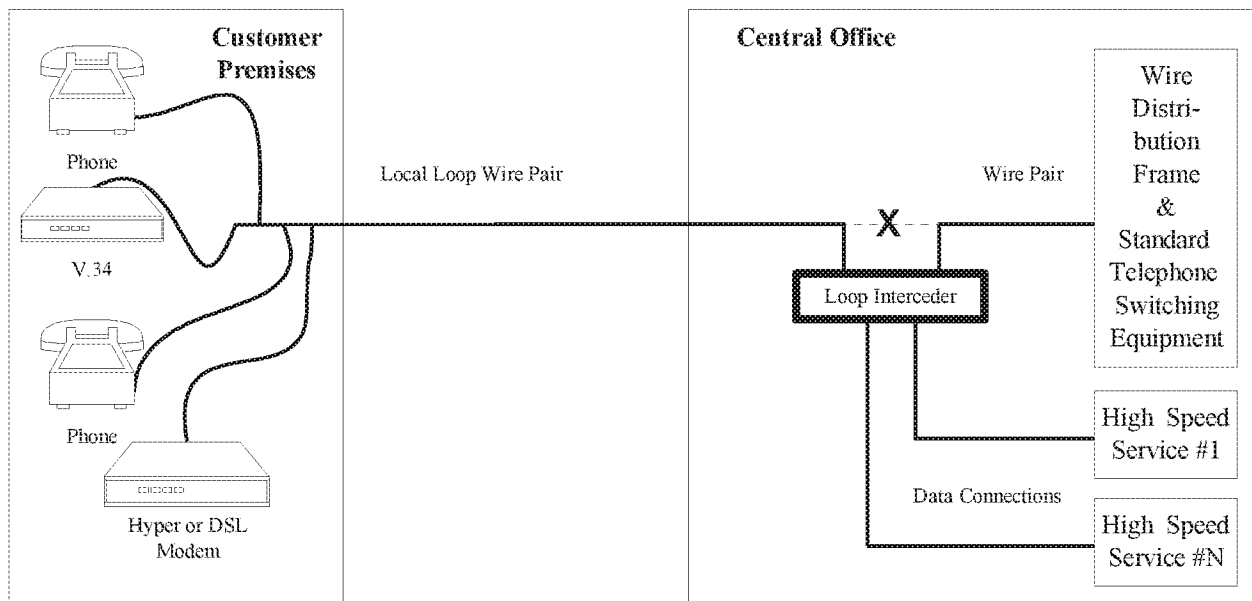 Customer
Premises
Phone
V.34
Phone
Hyper or DSL
Modem
Local Loop Wire Pair
Central Office
Wire Pair
X
Loop Interceder
Data Connections
Wire
Distri-
bution
Frame
&
Standard
Telephone
Switching
Equipment
High Speed
Service #1
High Speed
Service #N